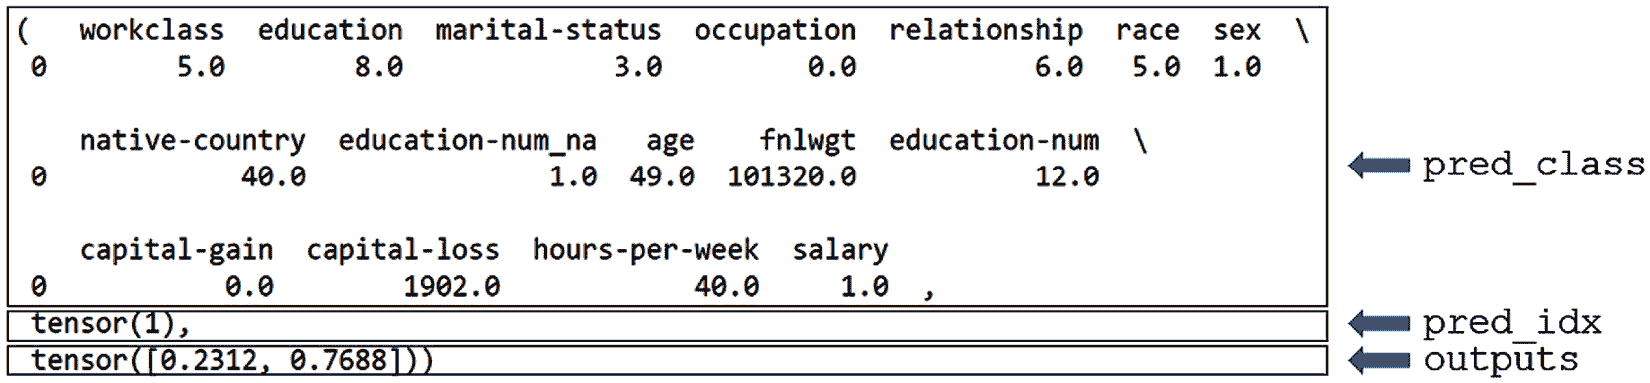 (   workclass  education  marital-status  occupation  relationship  race  sex  \
0         5.0        8.0             3.0         0.0           6.0   5.0  1.0
native-country  education-num_na   age    fnlwgt  education-num  \
0            40.0               1.0  49.0  101320.0           12.0
pred_class
capital-gain  capital-loss  hours-per-week  salary
0           0.0        1902.0            40.0     1.0  ,
tensor(1),
pred_idx
tensor([0.2312, 0.7688]))
outputs